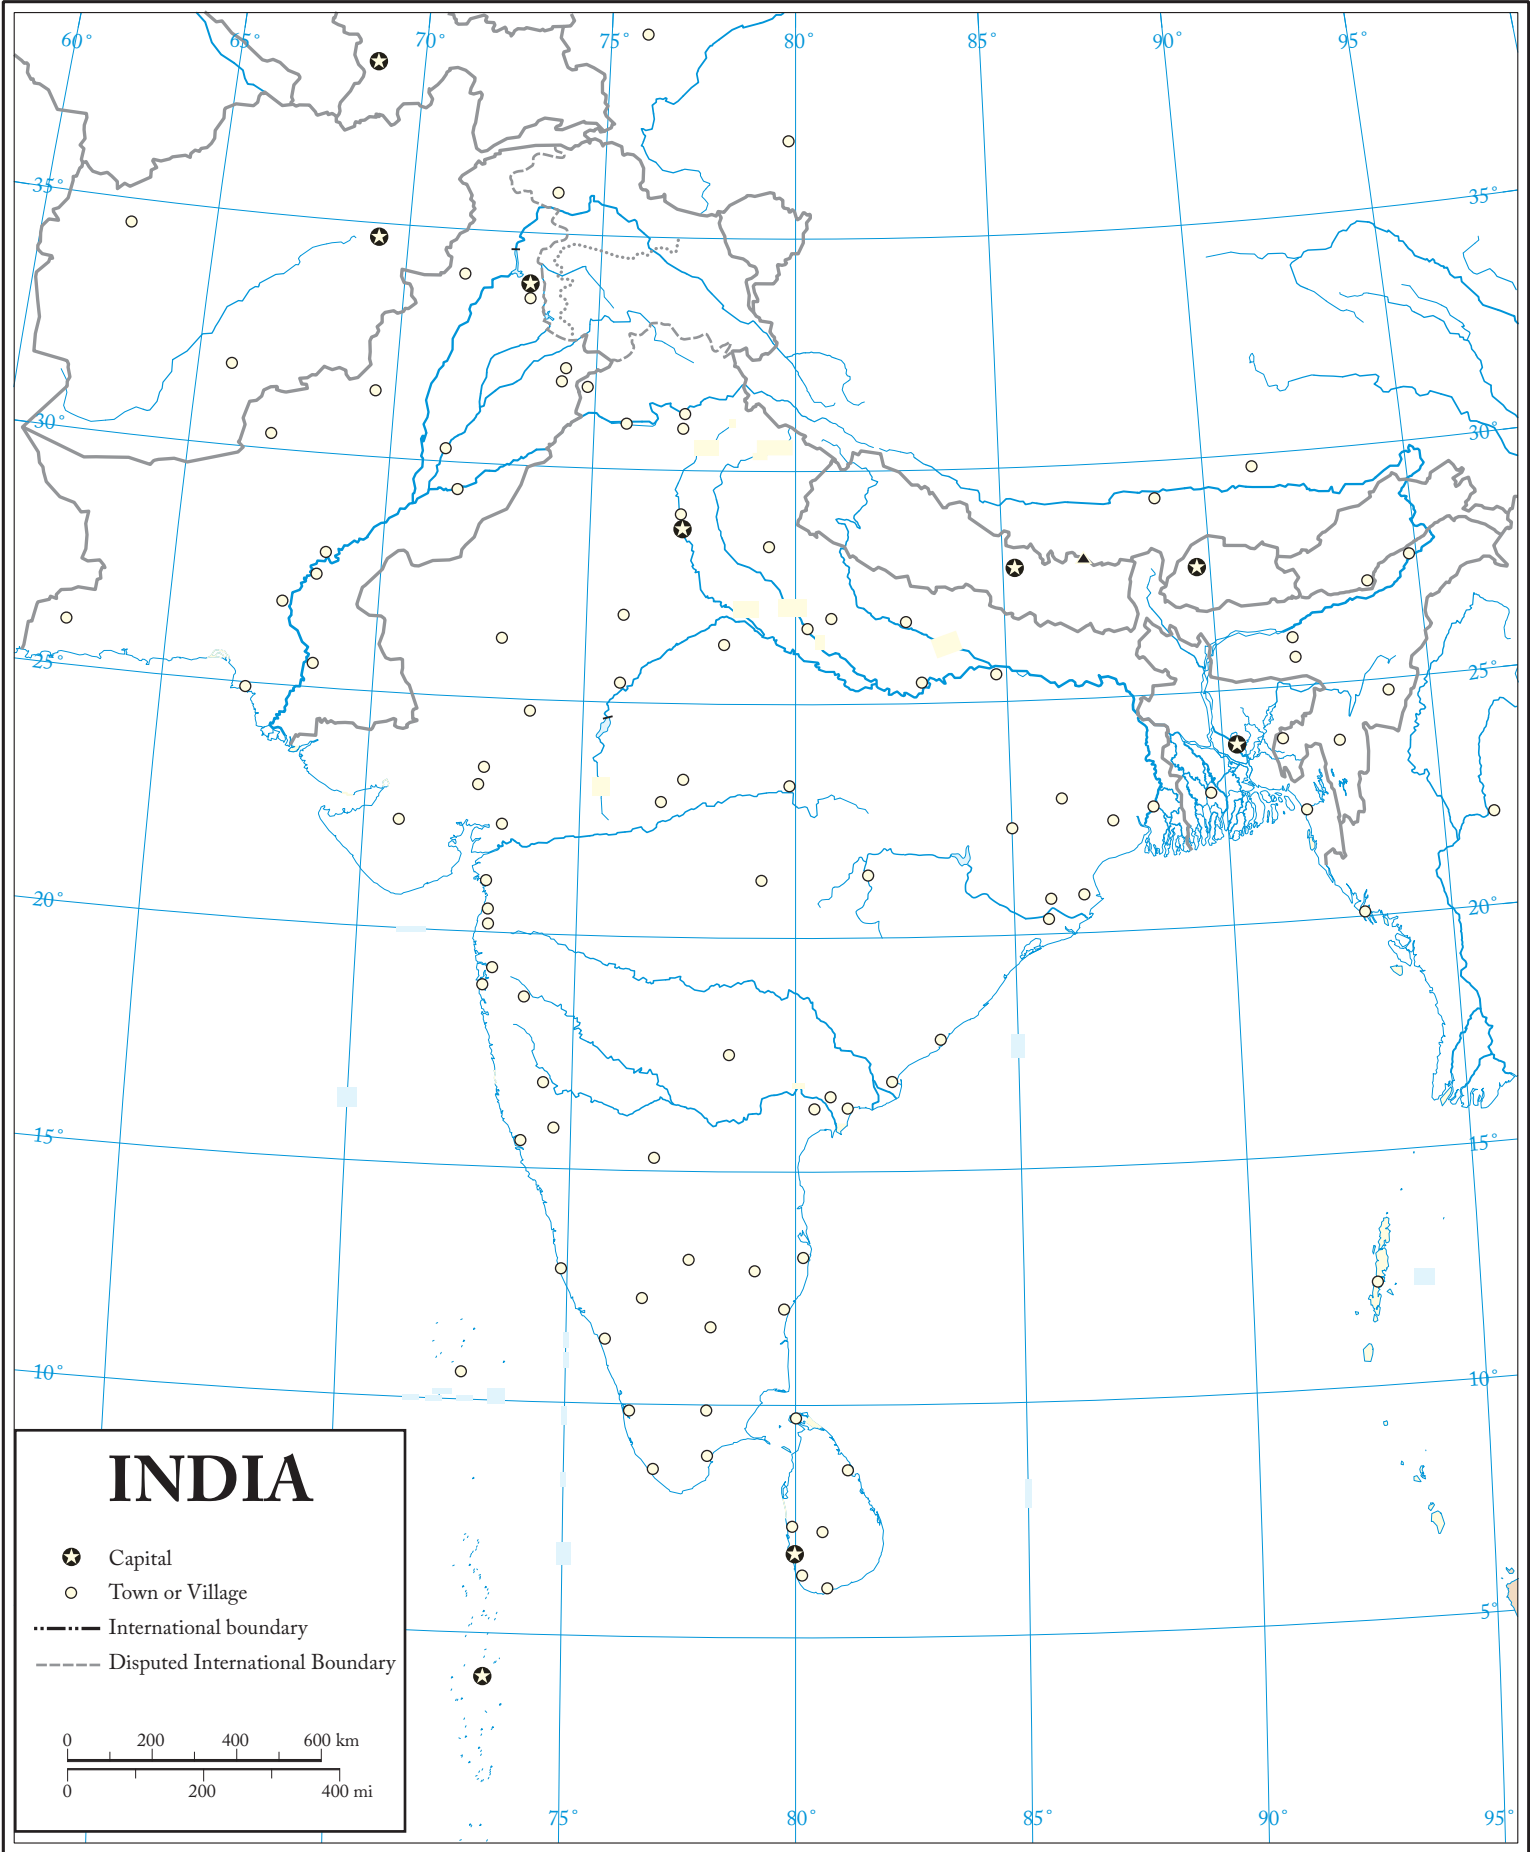 60° 65° 70° 75° 80° 85° 90° 95°
35° 35°
30° 30°
25° 25°
20° 20°
15° 15°
10° 10°
5°
INDIA
Capital
Town or Village
International boundary
Disputed International Boundary
0 200 400 600 km
0 200 400 mi
75° 80° 85° 90° 95°